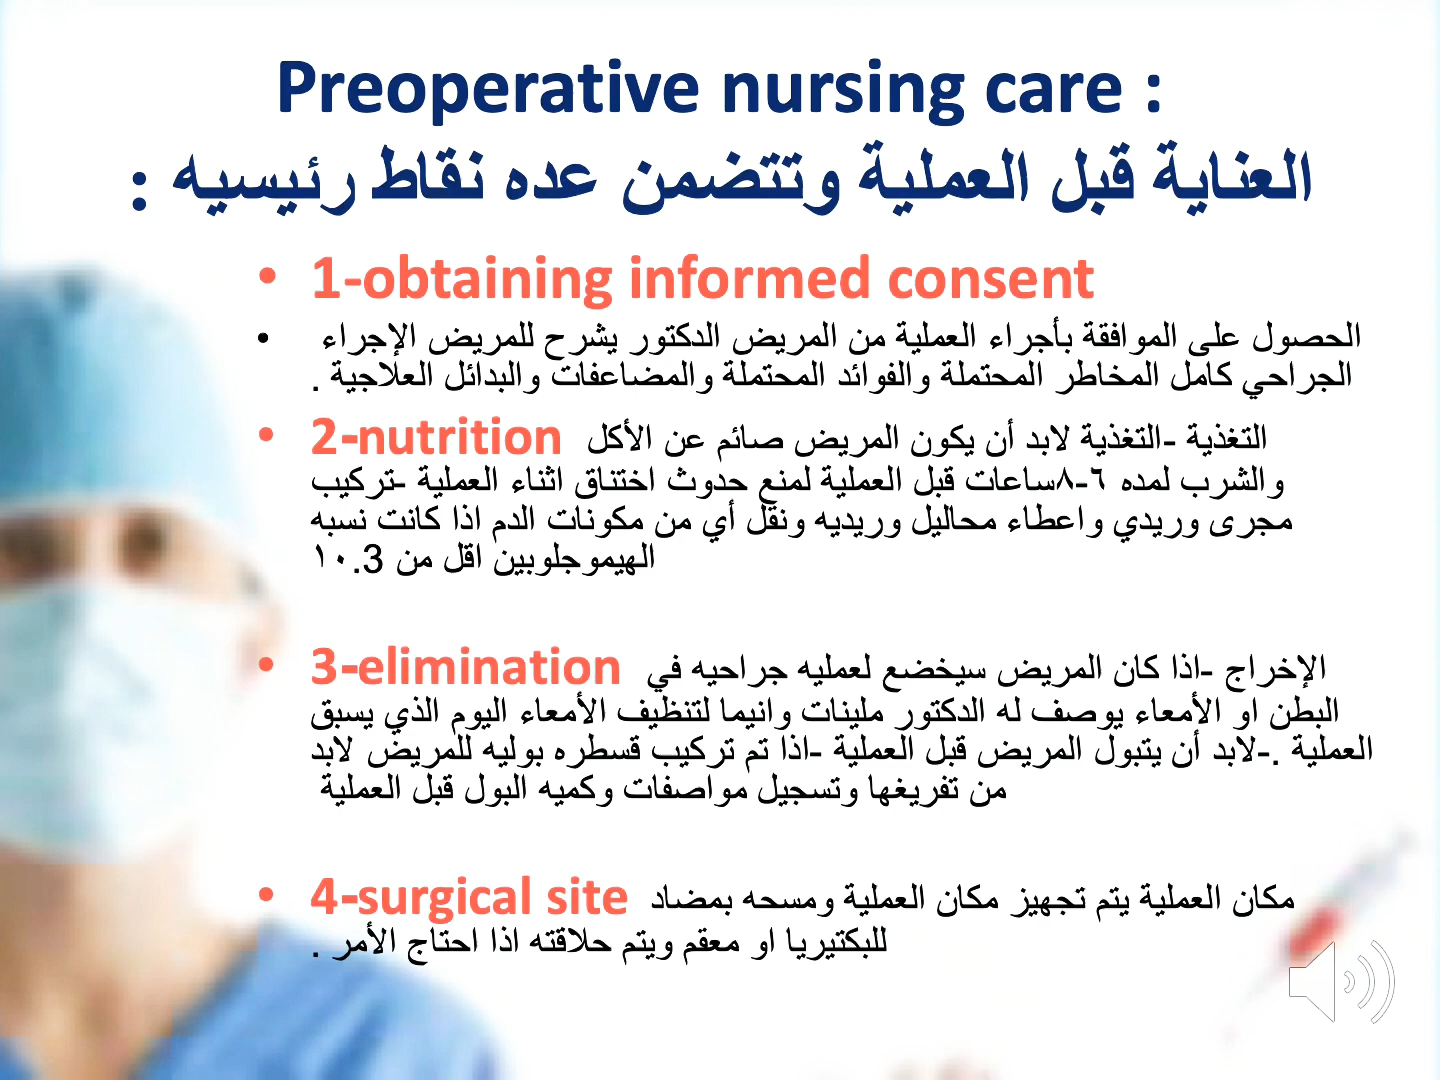 Preoperative nursing care :
العناية قبل العملية وتتضمن عده نقاط رئيسيه :
• 1-obtaining informed consent
• الحصول على الموافقة بأجراء العملية من المريض الدكتور يشرح للمريض الإجراء
الجراحي كامل المخاطر المحتملة والفوائد المحتملة والمضاعفات والبدائل العلاجية .
• 2-nutrition التغذية -التغذية لابد أن يكون المريض صائم عن الأكل
والشرب لمده ٦-٨ساعات قبل العملية لمنع حدوث اختناق اثناء العملية -تركيب
مجرى وريدي واعطاء محاليل وريديه ونقل أي من مكونات الدم اذا كانت نسبه
الهيموجلوبين اقل من ١٠.3
• 3-elimination الإخراج -اذا كان المريض سيخضع لعمليه جراحيه في
البطن او الأمعاء يوصف له الدكتور ملينات وانيما لتنظيف الأمعاء اليوم الذي يسبق
العملية .-لابد أن يتبول المريض قبل العملية -اذا تم تركيب قسطره بوليه للمريض لابد
من تفريغها وتسجيل مواصفات وكميه البول قبل العملية
• 4-surgical site مكان العملية يتم تجهيز مكان العملية ومسحه بمضاد
للبكتيريا او معقم ويتم حلاقته اذا احتاج الأمر .